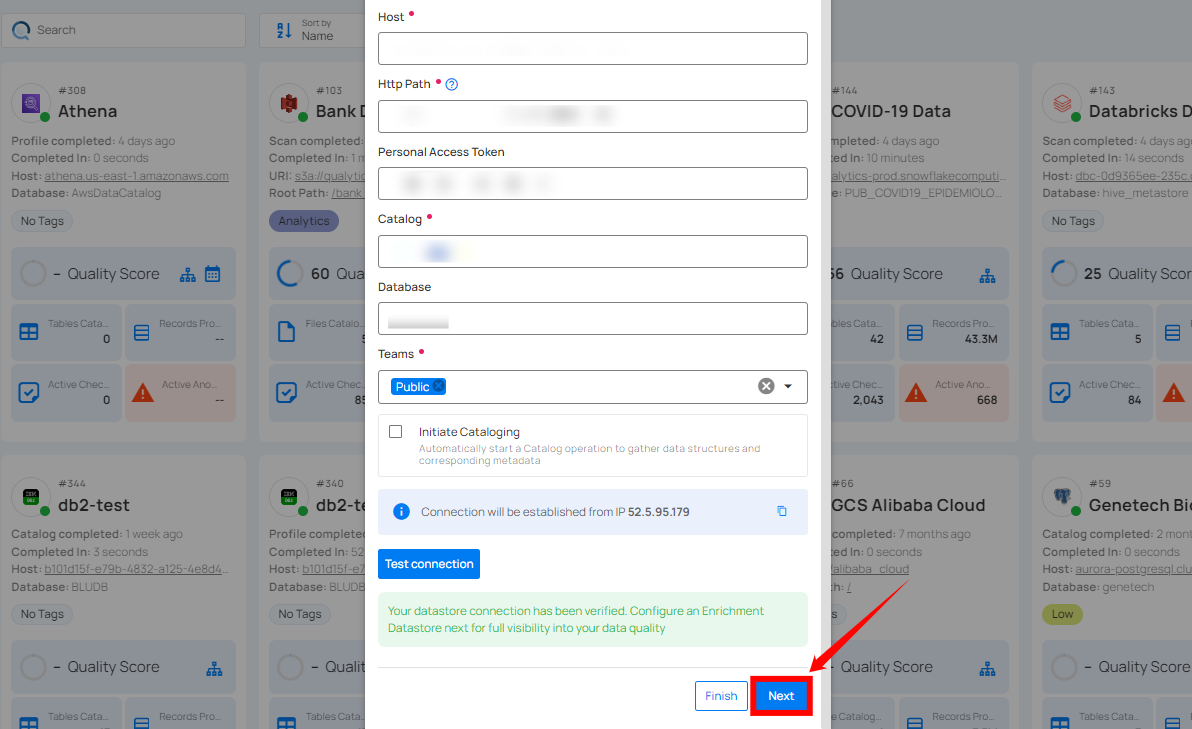 Search
Sort by
Name
#308
Athena
Profile completed: 4 days ago
Completed In: 0 seconds
Host: athena.us-east-1.amazonaws.com
Database: AwsDataCatalog
No Tags
– Quality Score
Tables Cata...
0
Records Pro...
--
Active Chec...
0
Active Ano...
--
#103
Bank D
Scan completed: 4
Completed In: 1 m
URI: s3a://qualytic
Root Path: /bank
Analytics
60 Qua
Files Catalo
5
Active Chec
85
Host *
Http Path *
Personal Access Token
Catalog *
Database
Teams *
Public
Initiate Cataloging
Automatically start a Catalog operation to gather data structures and
corresponding metadata
Connection will be established from IP 52.5.95.179
Test connection
Your datastore connection has been verified. Configure an Enrichment
Datastore next for full visibility into your data quality
Finish
Next
#144
COVID-19 Data
mpleted: 4 days ago
d In: 10 minutes
alytics-prod.snowflakecomputi...
e: PUB_COVID19_EPIDEMIOLO...
56 Quality Score
bles Cata...
42
Records Pro...
43.3M
ctive Chec...
2,043
Active Ano...
668
#143
Databricks D
Scan completed: 4 days ago
Completed In: 14 seconds
Host: dbc-0d9365ee-235c.c
Database: hive_metastore
No Tags
25 Quality Scor
Tables Cata...
5
Active Chec...
84
#344
db2-test
Catalog completed: 1 week ago
Completed In: 3 seconds
Host: b101d15f-e79b-4832-a125-4e8d4...
Database: BLUDB
No Tags
– Quality Score
Tables Cata...
Records Pro...
#340
db2-te
Profile completed:
Completed In: 52
Host: b101d15f-e7
Database: BLUDB
No Tags
– Qua
Tables Cata
#66
GCS Alibaba Cloud
completed: 7 months ago
d In: 0 seconds
/alibaba_cloud
th: /
s
– Quality Score
Catalog...
Records Pro...
#59
Genetech Bi
Catalog completed: 2 mont
Completed In: 0 seconds
Host: aurora-postgresql.clu
Database: genetech
Low
– Quality Scor
Tables Cata...